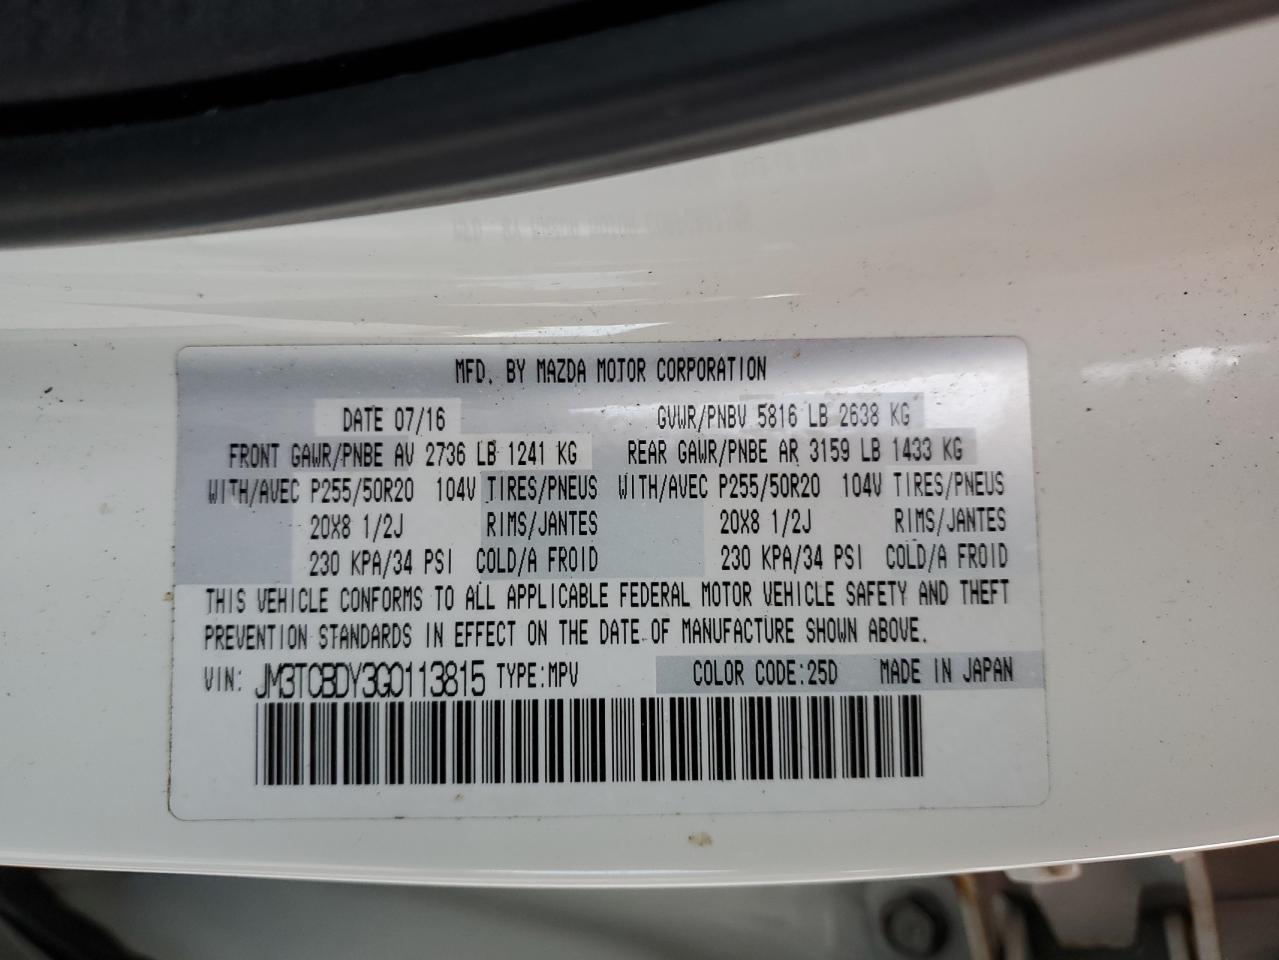 MFD. BY MAZDA MOTOR CORPORATION
DATE 07/16 GVWR/PNBV 5816 LB 2638 KG
FRONT GAWR/PNBE AV 2736 LB 1241 KG REAR GAWR/PNBE AR 3159 LB 1433 KG
WITH/AVEC P255/50R20 104V TIRES/PNEUS WITH/AVEC P255/50R20 104V TIRES/PNEUS
20X8 1/2J RIMS/JANTES 20X8 1/2J RIMS/JANTES
230 KPA/34 PSI COLD/A FROID 230 KPA/34 PSI COLD/A FROID
THIS VEHICLE CONFORMS TO ALL APPLICABLE FEDERAL MOTOR VEHICLE SAFETY AND THEFT
PREVENTION STANDARDS IN EFFECT ON THE DATE OF MANUFACTURE SHOWN ABOVE.
VIN: JM3TCBDY3G0113815 TYPE:MPV COLOR CODE:25D MADE IN JAPAN